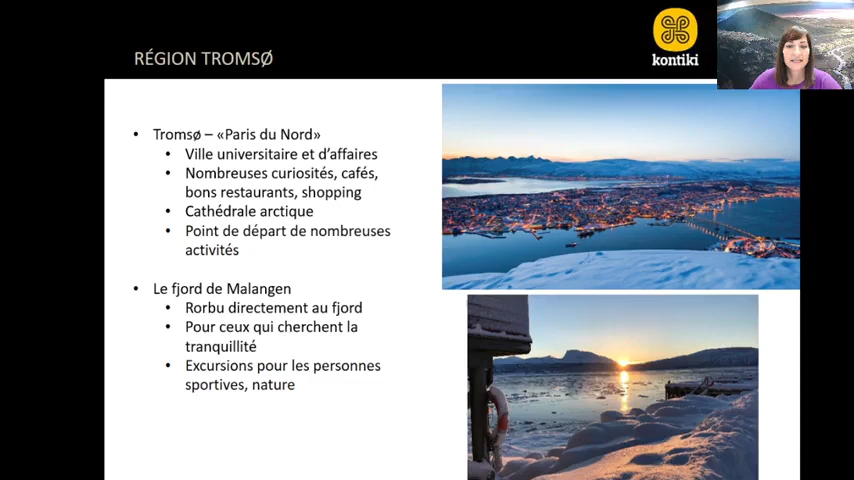 RÉGION TROMSØ
kontiki
• Tromsø – «Paris du Nord»
• Ville universitaire et d’affaires
• Nombreuses curiosités, cafés,
bons restaurants, shopping
• Cathédrale arctique
• Point de départ de nombreuses
activités
• Le fjord de Malangen
• Rorbu directement au fjord
• Pour ceux qui cherchent la
tranquillité
• Excursions pour les personnes
sportives, nature